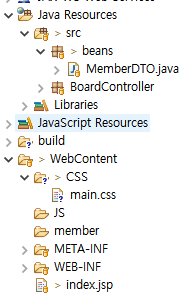 Java Resources
> src
> beans
> MemberDTO.java
> BoardController
Libraries
JavaScript Resources
build
> WebContent
> CSS
main.css
JS
member
META-INF
WEB-INF
> index.jsp